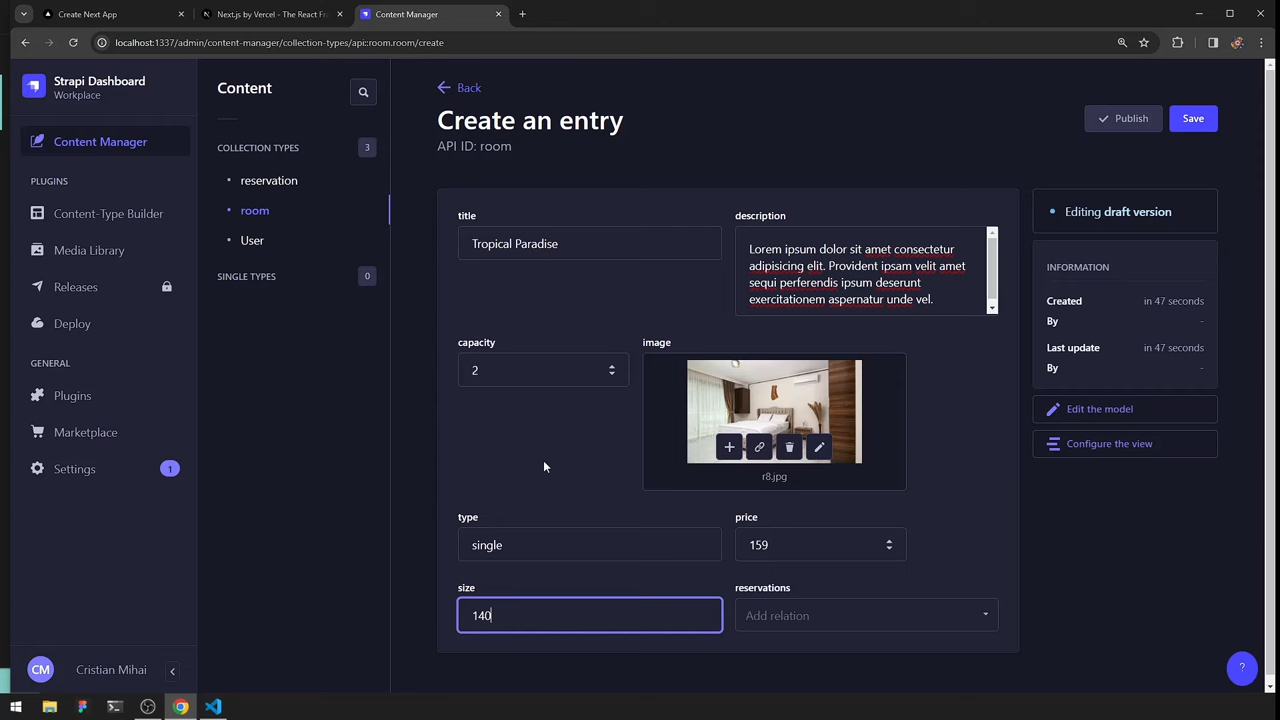 Create Next App
Next.js by Vercel - The React Fr
Content Manager
localhost:1337/admin/content-manager/collection-types/api::room.room/create
Strapi Dashboard
Workplace
Content Manager
PLUGINS
Content-Type Builder
Media Library
Releases
Deploy
GENERAL
Plugins
Marketplace
Settings
1
CM
Cristian Mihai
Content
COLLECTION TYPES
3
reservation
room
User
SINGLE TYPES
0
Back
Create an entry
API ID: room
Publish
Save
title
Tropical Paradise
description
Lorem ipsum dolor sit amet consectetur
adipisicing elit. Provident ipsam velit amet
sequi perferendis ipsum deserunt
exercitationem aspernatur unde vel.
capacity
2
image
r8.jpg
type
single
price
159
size
140
reservations
Add relation
Editing draft version
INFORMATION
Created
in 47 seconds
By
-
Last update
in 47 seconds
By
-
Edit the model
Configure the view
?